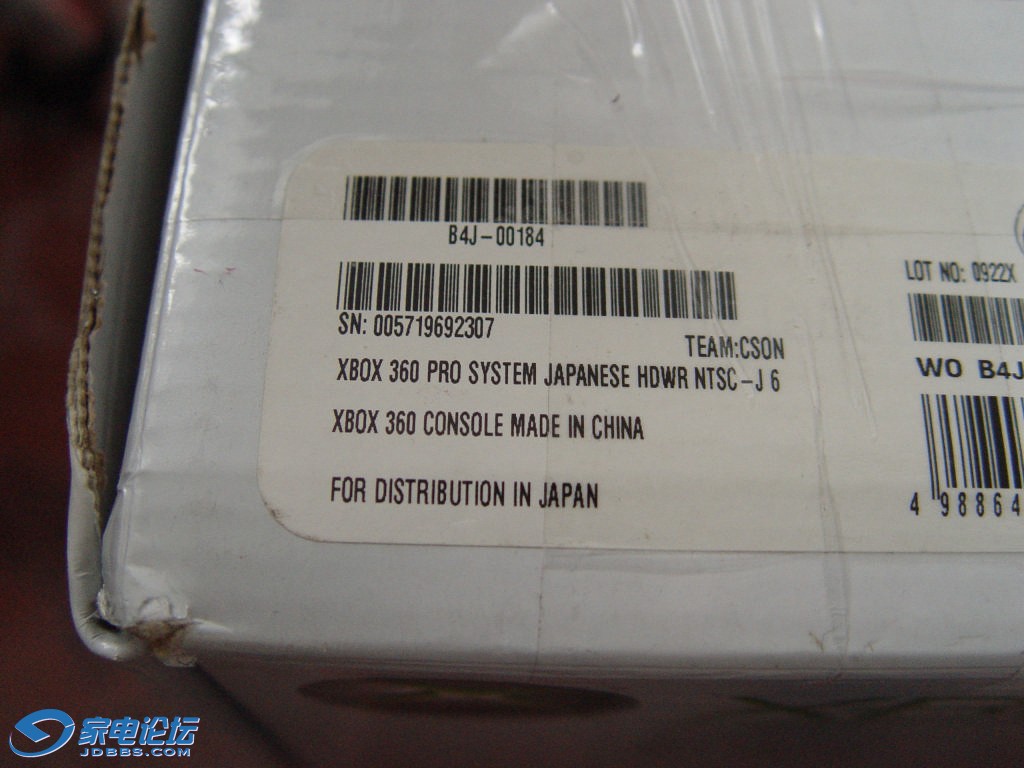 B4J-00184
SN: 005719692307
TEAM:CSON
XBOX 360 PRO SYSTEM JAPANESE HDWR NTSC-J 6
XBOX 360 CONSOLE MADE IN CHINA
FOR DISTRIBUTION IN JAPAN
LOT NO: 0922X
WO B4J
4 98864
家电论坛
JDBBS.COM